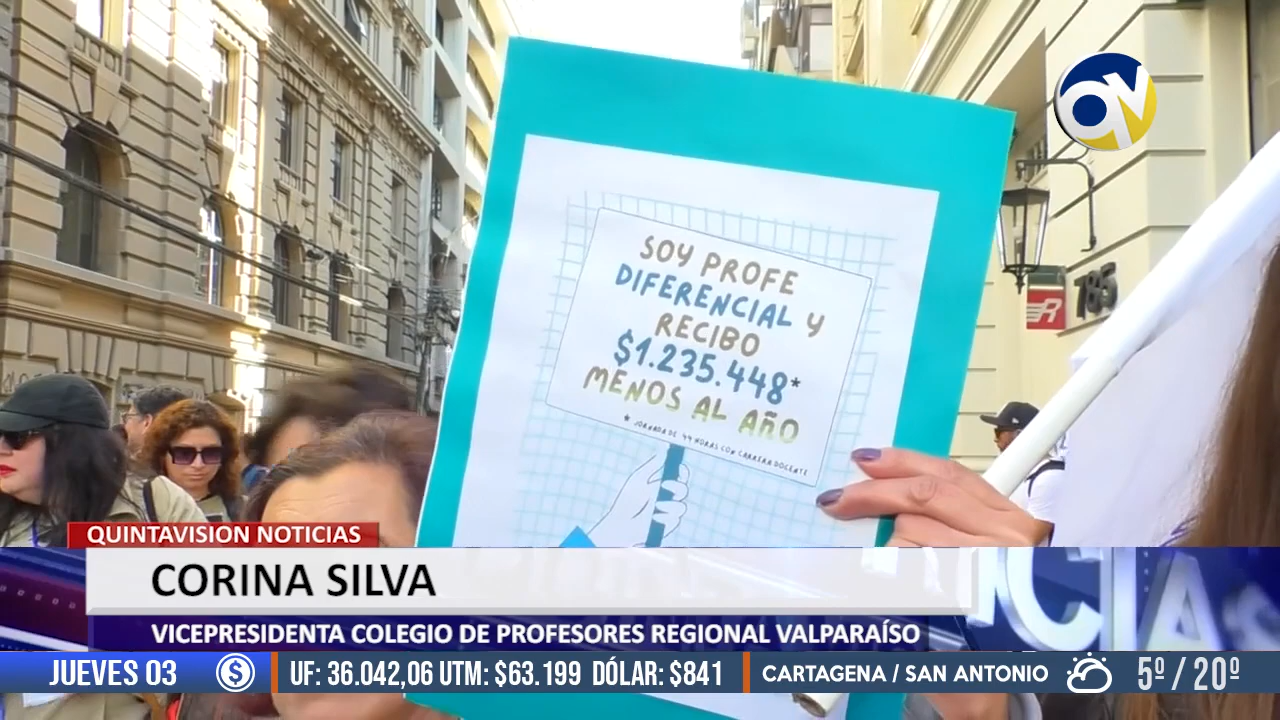 QV
SOY PROFE
DIFERENCIAL Y
RECIBO
$1.235.448*
MENOS AL AÑO
* JORNADA DE 44 HORAS CON CARRERA DOCENTE
185
R
QUINTAVISION NOTICIAS
CORINA SILVA
VICEPRESIDENTA COLEGIO DE PROFESORES REGIONAL VALPARAÍSO
JUEVES 03 $ UF: 36.042,06 UTM: $63.199 DÓLAR: $841 CARTAGENA / SAN ANTONIO 5º / 20º